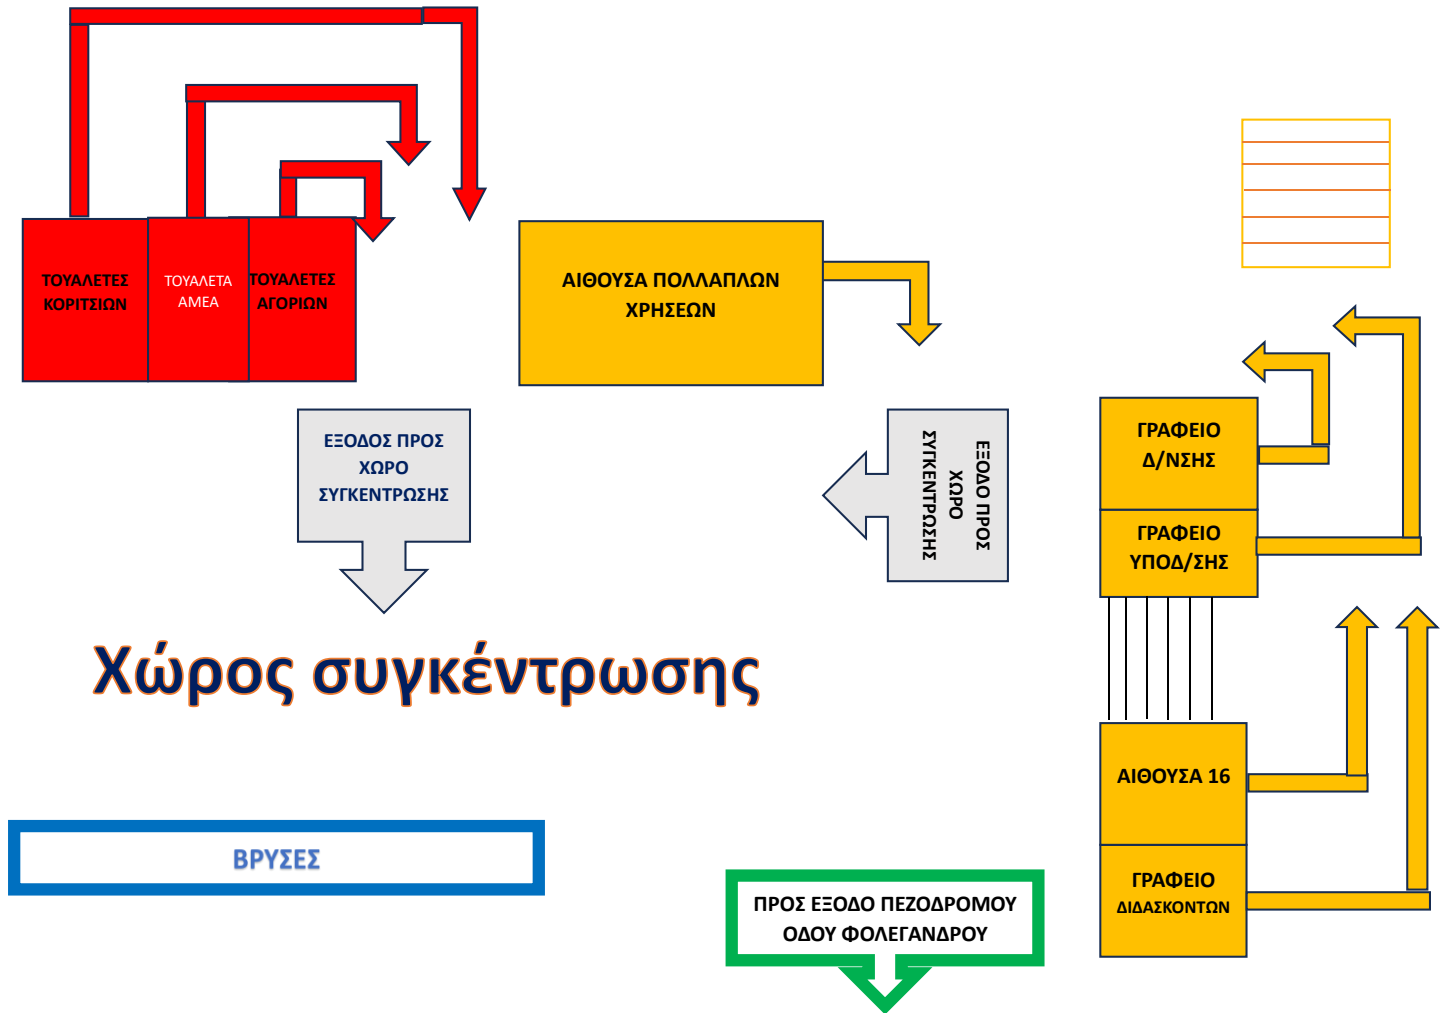 ΤΟΥΑΛΕΤΕΣ
ΚΟΡΙΤΣΙΩΝ
ΤΟΥΑΛΕΤΑ
ΑΜΕΑ
ΤΟΥΑΛΕΤΕΣ
ΑΓΟΡΙΩΝ
ΑΙΘΟΥΣΑ ΠΟΛΛΑΠΛΩΝ
ΧΡΗΣΕΩΝ
ΕΞΟΔΟΣ ΠΡΟΣ
ΧΩΡΟ
ΣΥΓΚΕΝΤΡΩΣΗΣ
ΕΞΟΔΟ ΠΡΟΣ
ΧΩΡΟ
ΣΥΓΚΕΝΤΡΩΣΗΣ
ΓΡΑΦΕΙΟ
Δ/ΝΣΗΣ
ΓΡΑΦΕΙΟ
ΥΠΟΔ/ΣΗΣ
Χώρος συγκέντρωσης
ΑΙΘΟΥΣΑ 16
ΓΡΑΦΕΙΟ
ΔΙΔΑΣΚΟΝΤΩΝ
ΒΡΥΣΕΣ
ΠΡΟΣ ΕΞΟΔΟ ΠΕΖΟΔΡΟΜΟΥ
ΟΔΟΥ ΦΟΛΕΓΑΝΔΡΟΥ